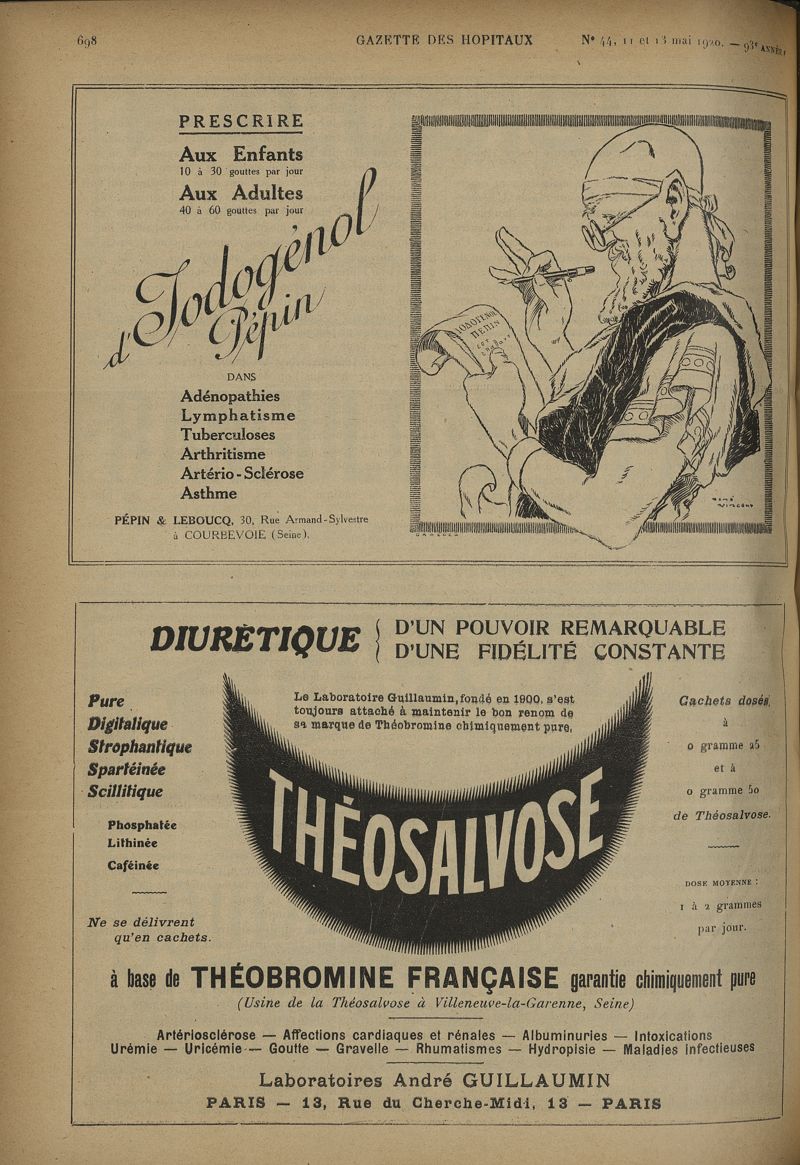 698
GAZETTE DES HOPITAUX
N° 44, 11 et 13 mai 1920. — 93e ANNÉE,
PRESCRIRE
Aux Enfants
10 à 30 gouttes par jour
Aux Adultes
40 à 60 gouttes par jour
d'Iodogénol
Pépin
DANS
Adénopathies
Lymphatisme
Tuberculoses
Arthritisme
Artério-Sclérose
Asthme
PÉPIN & LEBOUCQ, 30, Rue Armand-Sylvestre
à COURBEVOIE (Seine).
IODOGENOL
PEPIN
RENÉ
VINCENT
DIURÉTIQUE
D'UN POUVOIR REMARQUABLE
D'UNE FIDÉLITÉ CONSTANTE
Pure
Digitalique
Strophantique
Spartéinée
Scillitique
Phosphatée
Lithinée
Caféinée
Ne se délivrent
qu'en cachets.
Le Laboratoire Guillaumin, fondé en 1900, s'est
toujours attaché à maintenir le bon renom de
sa marque de Théobromine chimiquement pure,
THÉOSALVOSE
Cachets dosés,
à
0 gramme 25
et à
0 gramme 50
de Théosalvose.
DOSE MOYENNE :
1 à 2 grammes
par jour.
à base de THÉOBROMINE FRANÇAISE garantie chimiquement pure
(Usine de la Théosalvose à Villeneuve-la-Garenne, Seine)
Artériosclérose — Affections cardiaques et rénales — Albuminuries — Intoxications
Urémie — Uricémie — Goutte — Gravelle — Rhumatismes — Hydropisie — Maladies infectieuses
Laboratoires André GUILLAUMIN
PARIS — 13, Rue du Cherche-Midi, 13 — PARIS